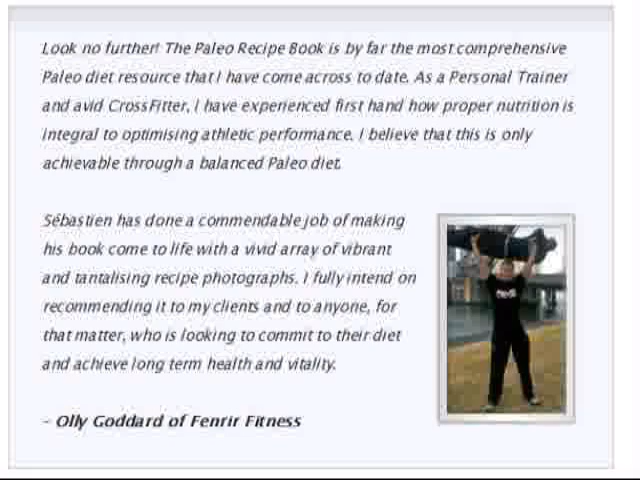 Look no further! The Paleo Recipe Book is by far the most comprehensive
Paleo diet resource that I have come across to date. As a Personal Trainer
and avid CrossFitter, I have experienced first hand how proper nutrition is
integral to optimising athletic performance. I believe that this is only
achievable through a balanced Paleo diet.
Sébastien has done a commendable job of making
his book come to life with a vivid array of vibrant
and tantalising recipe photographs. I fully intend on
recommending it to my clients and to anyone, for
that matter, who is looking to commit to their diet
and achieve long term health and vitality.
– Olly Goddard of Fenrir Fitness